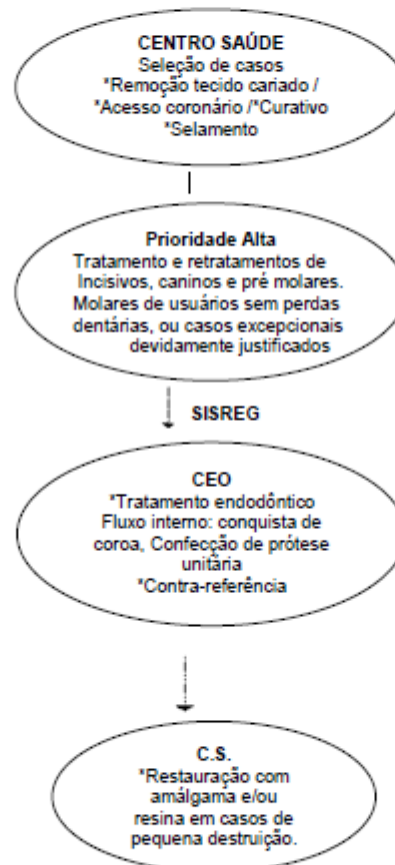 CENTRO SAÚDE
Seleção de casos
*Remoção tecido cariado /
*Acesso coronário /*Curativo
*Selamento
Prioridade Alta
Tratamento e retratamentos de
Incisivos, caninos e pré molares.
Molares de usuários sem perdas
dentárias, ou casos excepcionais
devidamente justificados
SISREG
CEO
*Tratamento endodôntico
Fluxo interno: conquista de
coroa, Confecção de prótese
unitária
*Contra-referência
C.S.
*Restauração com
amálgama e/ou
resina em casos de
pequena destruição.